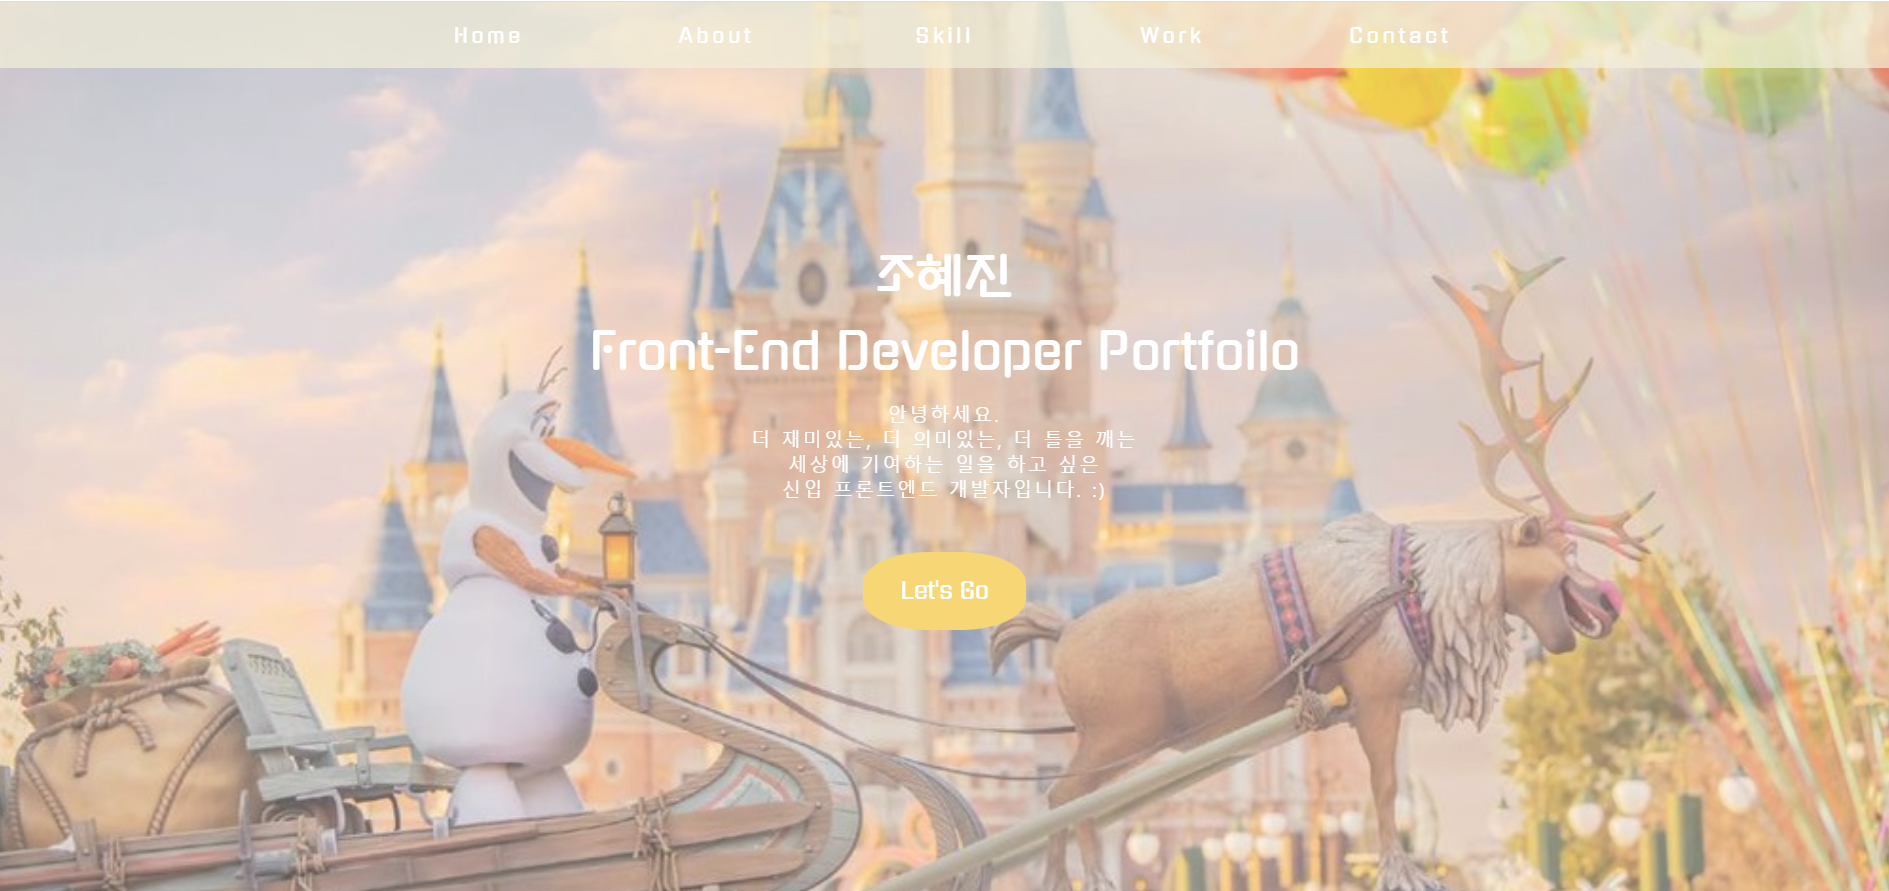 Home About Skill Work Contact
조혜진
Front-End Developer Portfoilo
안녕하세요.
더 재미있는, 더 의미있는, 더 틀을 깨는
세상에 기여하는 일을 하고 싶은
신입 프론트엔드 개발자입니다. :)
Let's Go